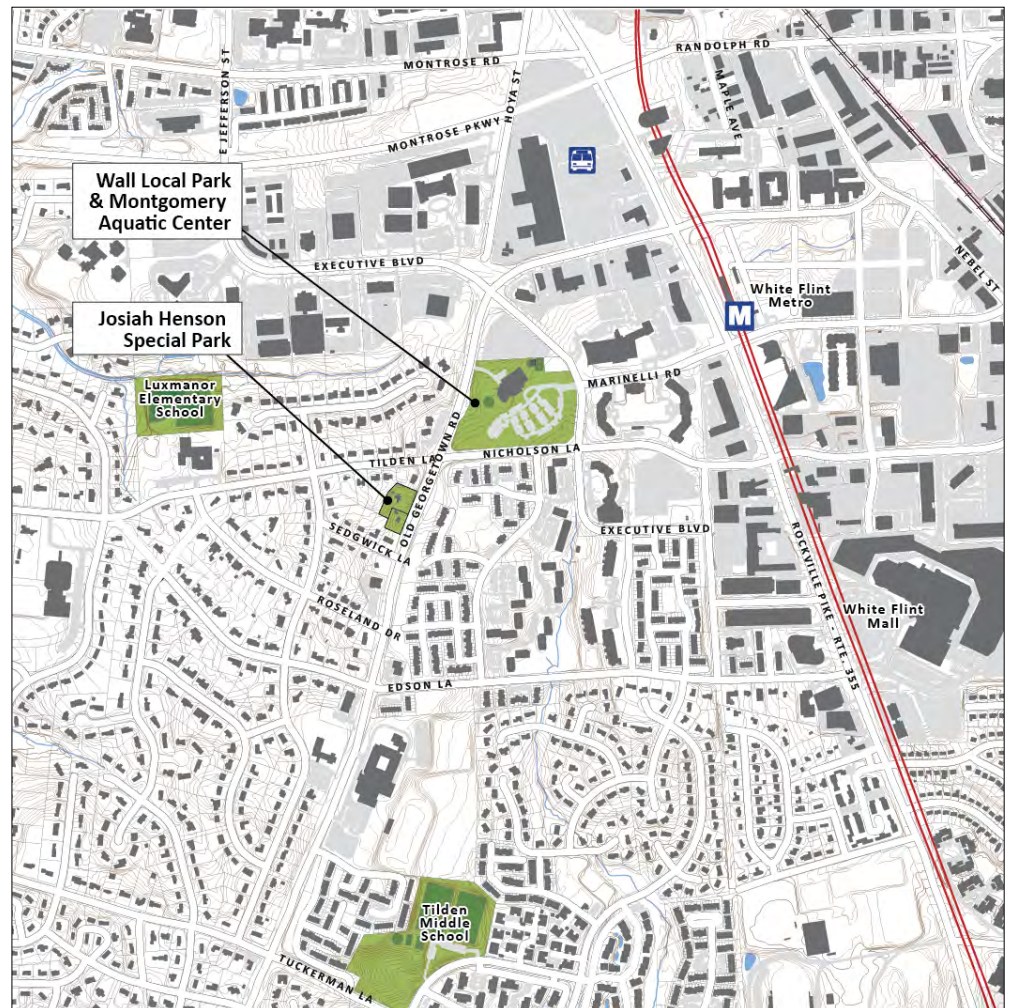 RANDOLPH RD
MONTROSE RD
E JEFFERSON ST
HOYA ST
MAPLE AVE
MONTROSE PKWY
Wall Local Park
& Montgomery
Aquatic Center
EXECUTIVE BLVD
NEBEL ST
White Flint
Metro
M
Josiah Henson
Special Park
Luxmanor
Elementary
School
MARINELLI RD
OLD GEORGETOWN RD
NICHOLSON LA
TILDEN LA
SEDGWICK LA
EXECUTIVE BLVD
ROCKVILLE PIKE - RTE. 355
ROSELAND DR
White Flint
Mall
EDSON LA
Tilden
Middle
School
TUCKERMAN LA